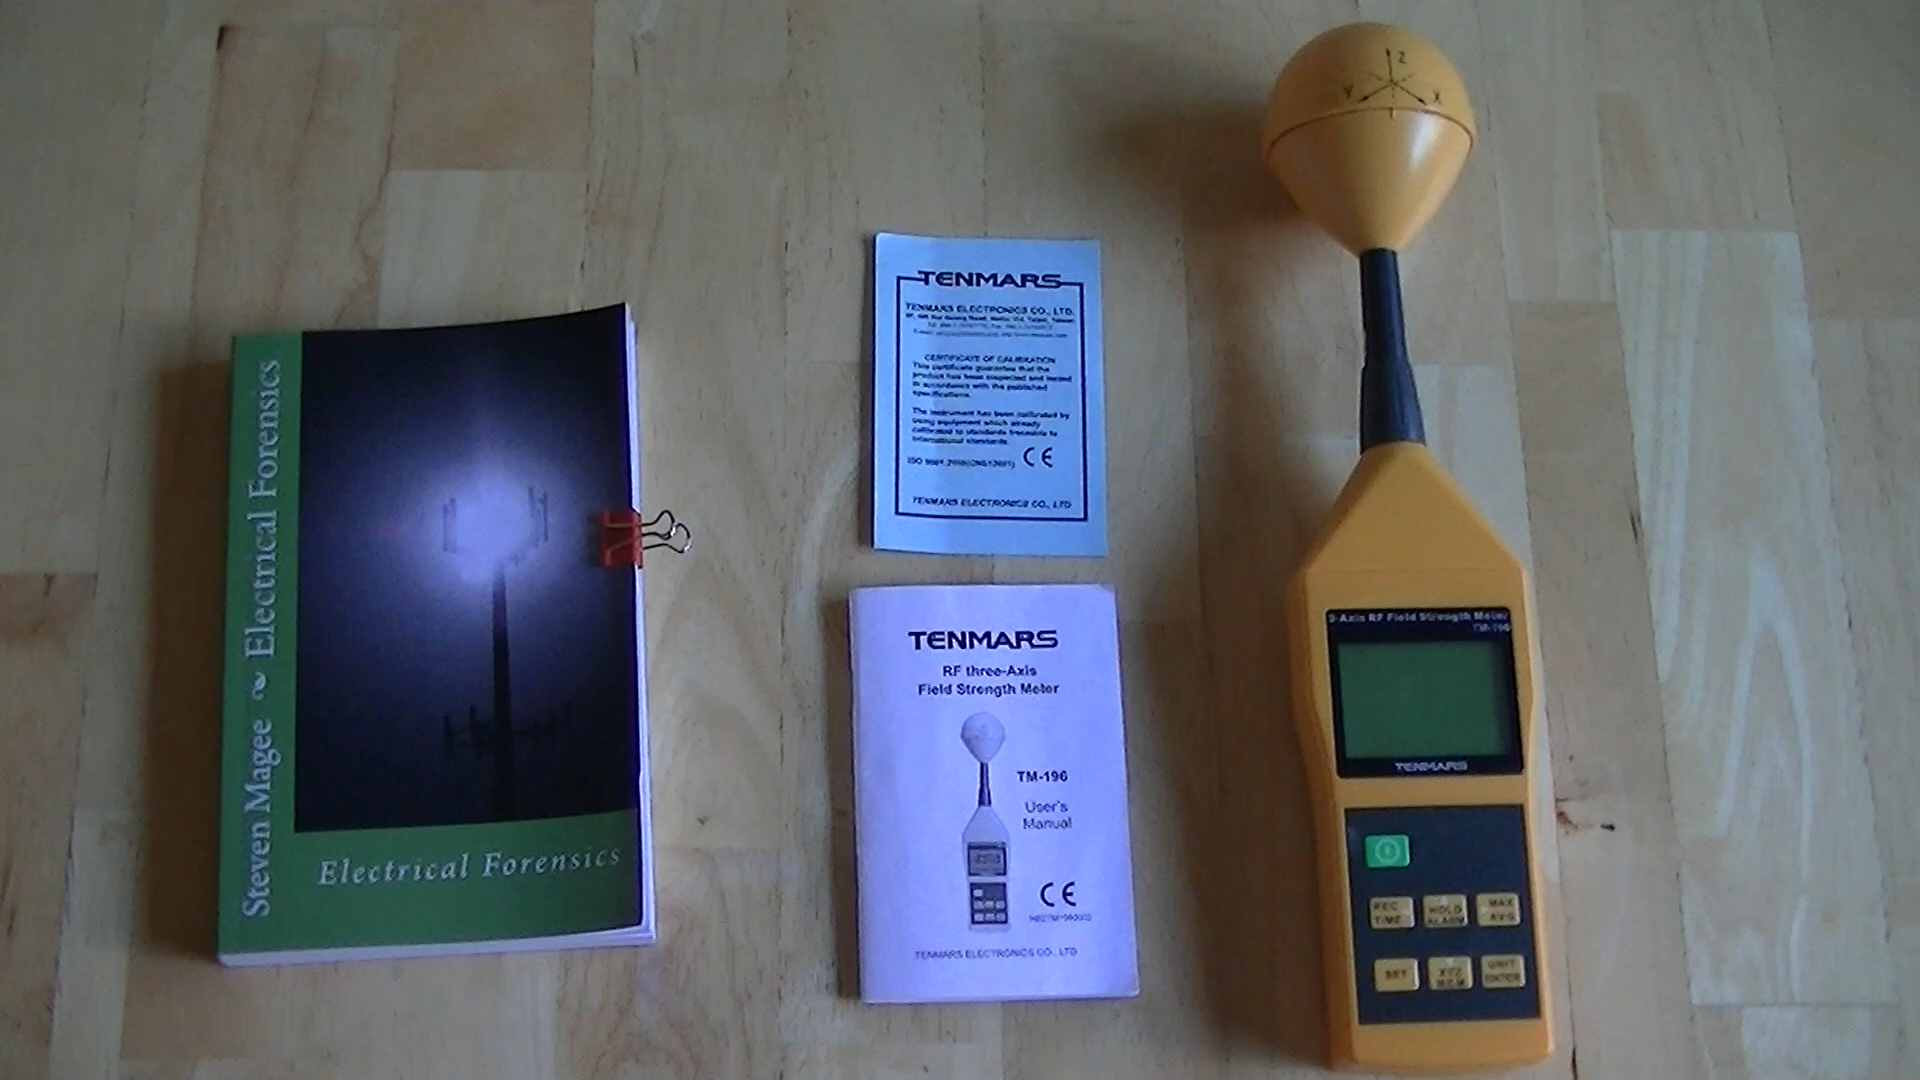 Steven Magee ~ Electrical Forensics
Electrical Forensics
TENMARS
TENMARS ELECTRONICS CO., LTD.
CERTIFICATE OF CALIBRATION
This certificate guarantee that the
product has been inspected and tested
in accordance with the published
specifications.
The instrument has been calibrated by
using equipment which already
calibrated to standards traceable to
International standards.
CE
TENMARS ELECTRONICS CO., LTD
TENMARS
RF three-Axis
Field Strength Meter
TM-196
User's
Manual
CE
TENMARS ELECTRONICS CO., LTD
Z
Y
X
3-Axis RF Field Strength Meter
TM-196
TENMARS
REC
TIME
HOLD
ALARM
MAX
AVG
SET
XYZ
MEM
UNIT
ENTER